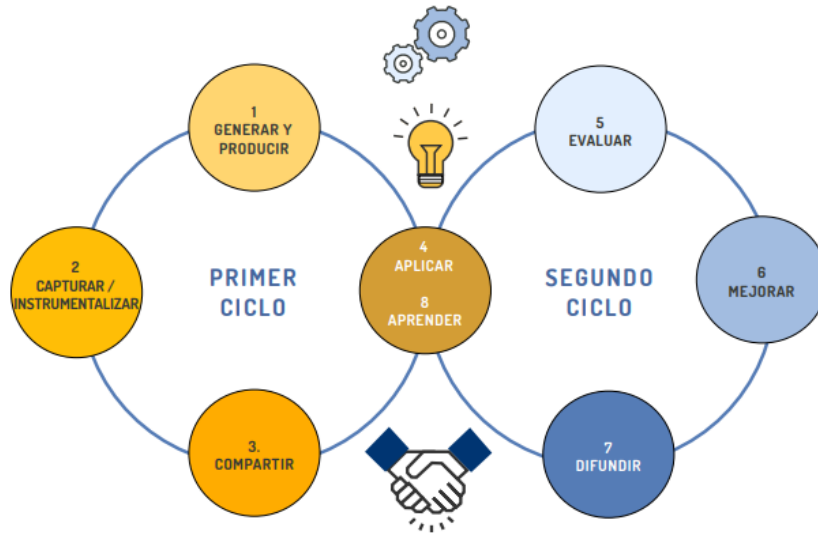 1
GENERAR Y
PRODUCIR
2
CAPTURAR /
INSTRUMENTALIZAR
3.
COMPARTIR
PRIMER
CICLO
4
APLICAR
8
APRENDER
SEGUNDO
CICLO
5
EVALUAR
6
MEJORAR
7
DIFUNDIR